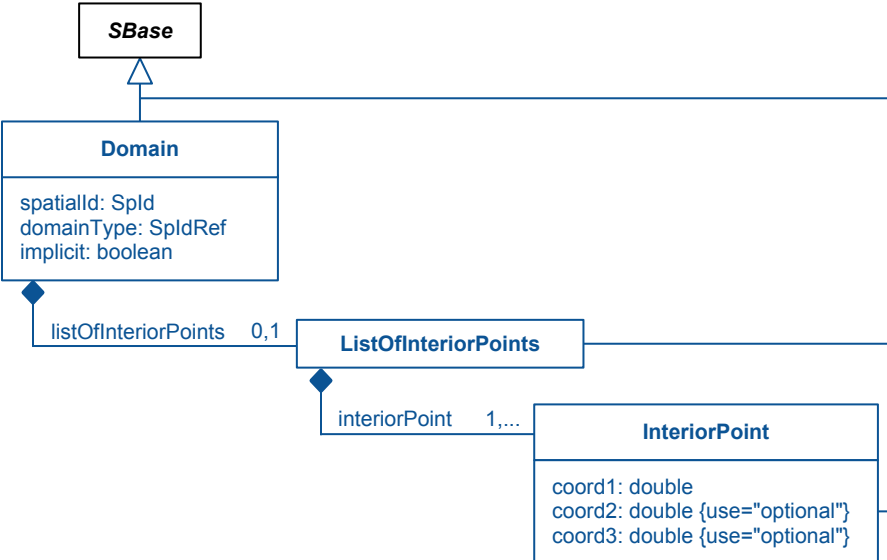 SBase
Domain
spatialId: SpId
domainType: SpIdRef
implicit: boolean
listOfInteriorPoints 0,1
ListOfInteriorPoints
interiorPoint 1,...
InteriorPoint
coord1: double
coord2: double {use="optional"}
coord3: double {use="optional"}